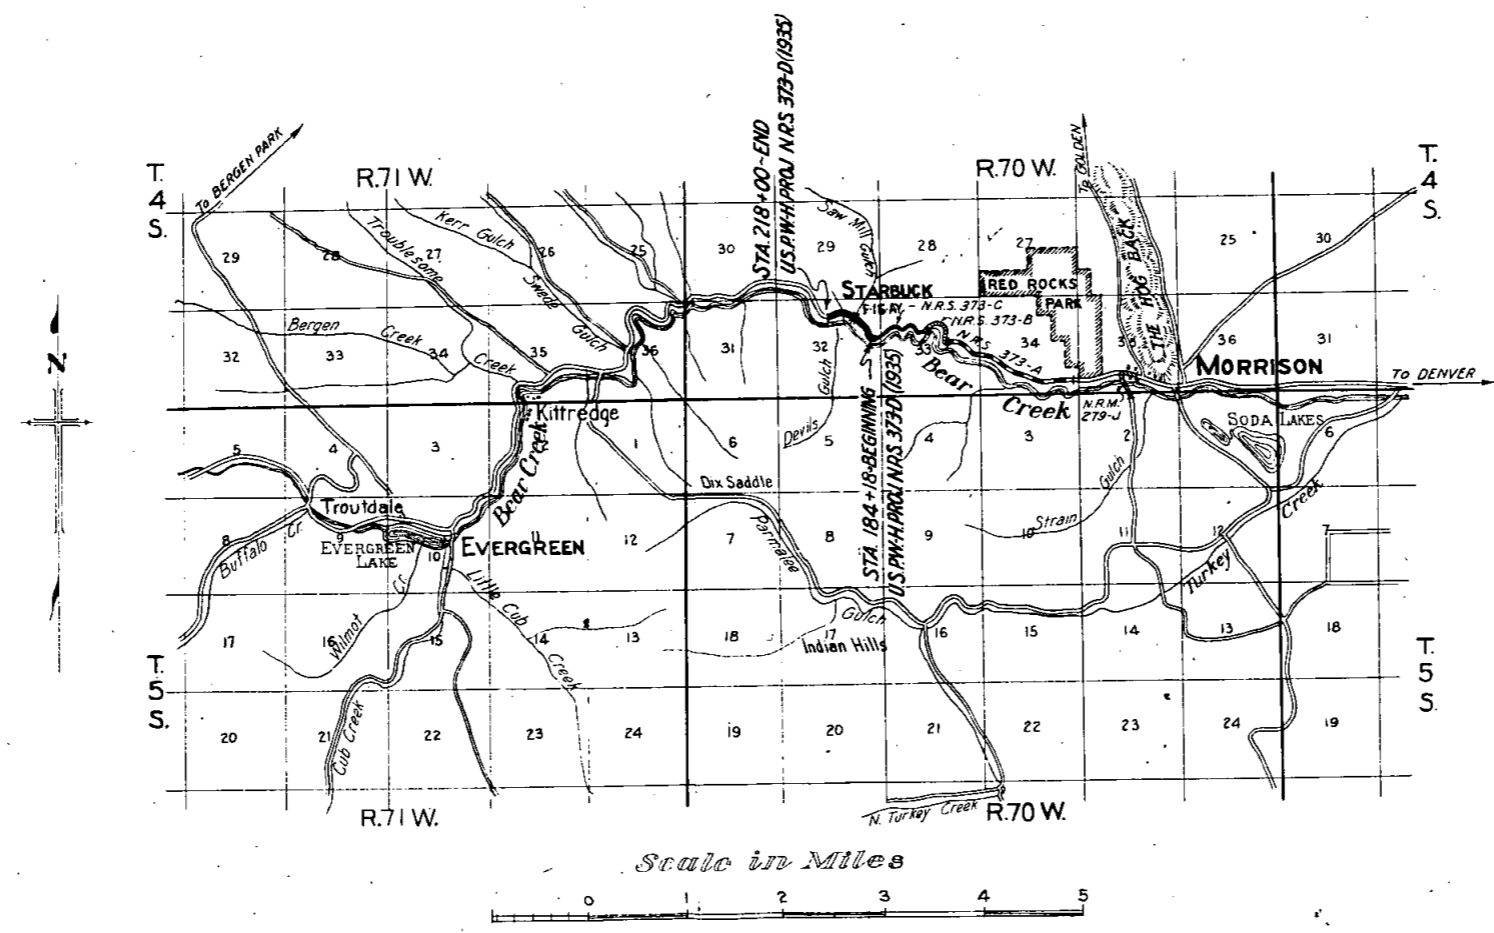 TO BERGEN PARK
R.71 W.
R.70 W.
TO GOLDEN
T.
4
S.
T.
4
S.
STA. 218+00~END
U.S.P.W.H. PROJ. N.R.S 373-D (1935)
29
28
27
26
25
30
29
28
27
25
30
Troublesome
Kerr Gulch
Swede
Gulch
Saw Mill Gulch
THE HOG BACK
STARBUCK
RED ROCKS
PARK
N.R.S. 373-C
N.R.S. 373-B
N.R.S 373-A
N
Bergen
Creek
Creek
32
33
34
35
36
31
32
33
34
36
31
MORRISON
TO DENVER
Bear
Creek
N.R.M.
279-J
SODA LAKES
Kittredge
Bear Creek
Devils
Gulch
5
4
3
1
6
5
4
3
2
6
STA. 184+18-BEGINNING
U.S.P.W.H. PROJ. N.R.S 373-D (1935)
Dix Saddle
Gulch
Strain
Creek
Troutdale
EVERGREEN
LAKE
EVERGREEN
Buffalo
Cr.
8
9
10
11
12
7
8
9
10
11
12
7
Parmalee
Gulch
Turkey
Little Cub
Creek
Wilmot
Cr.
17
16
15
14
13
18
17
16
15
14
13
18
Indian Hills
T.
5
S.
T.
5
S.
20
21
22
23
24
19
20
21
22
23
24
19
Cub Creek
N. Turkey Creek
R.71 W.
R.70 W.
Scale in Miles
0 1 2 3 4 5